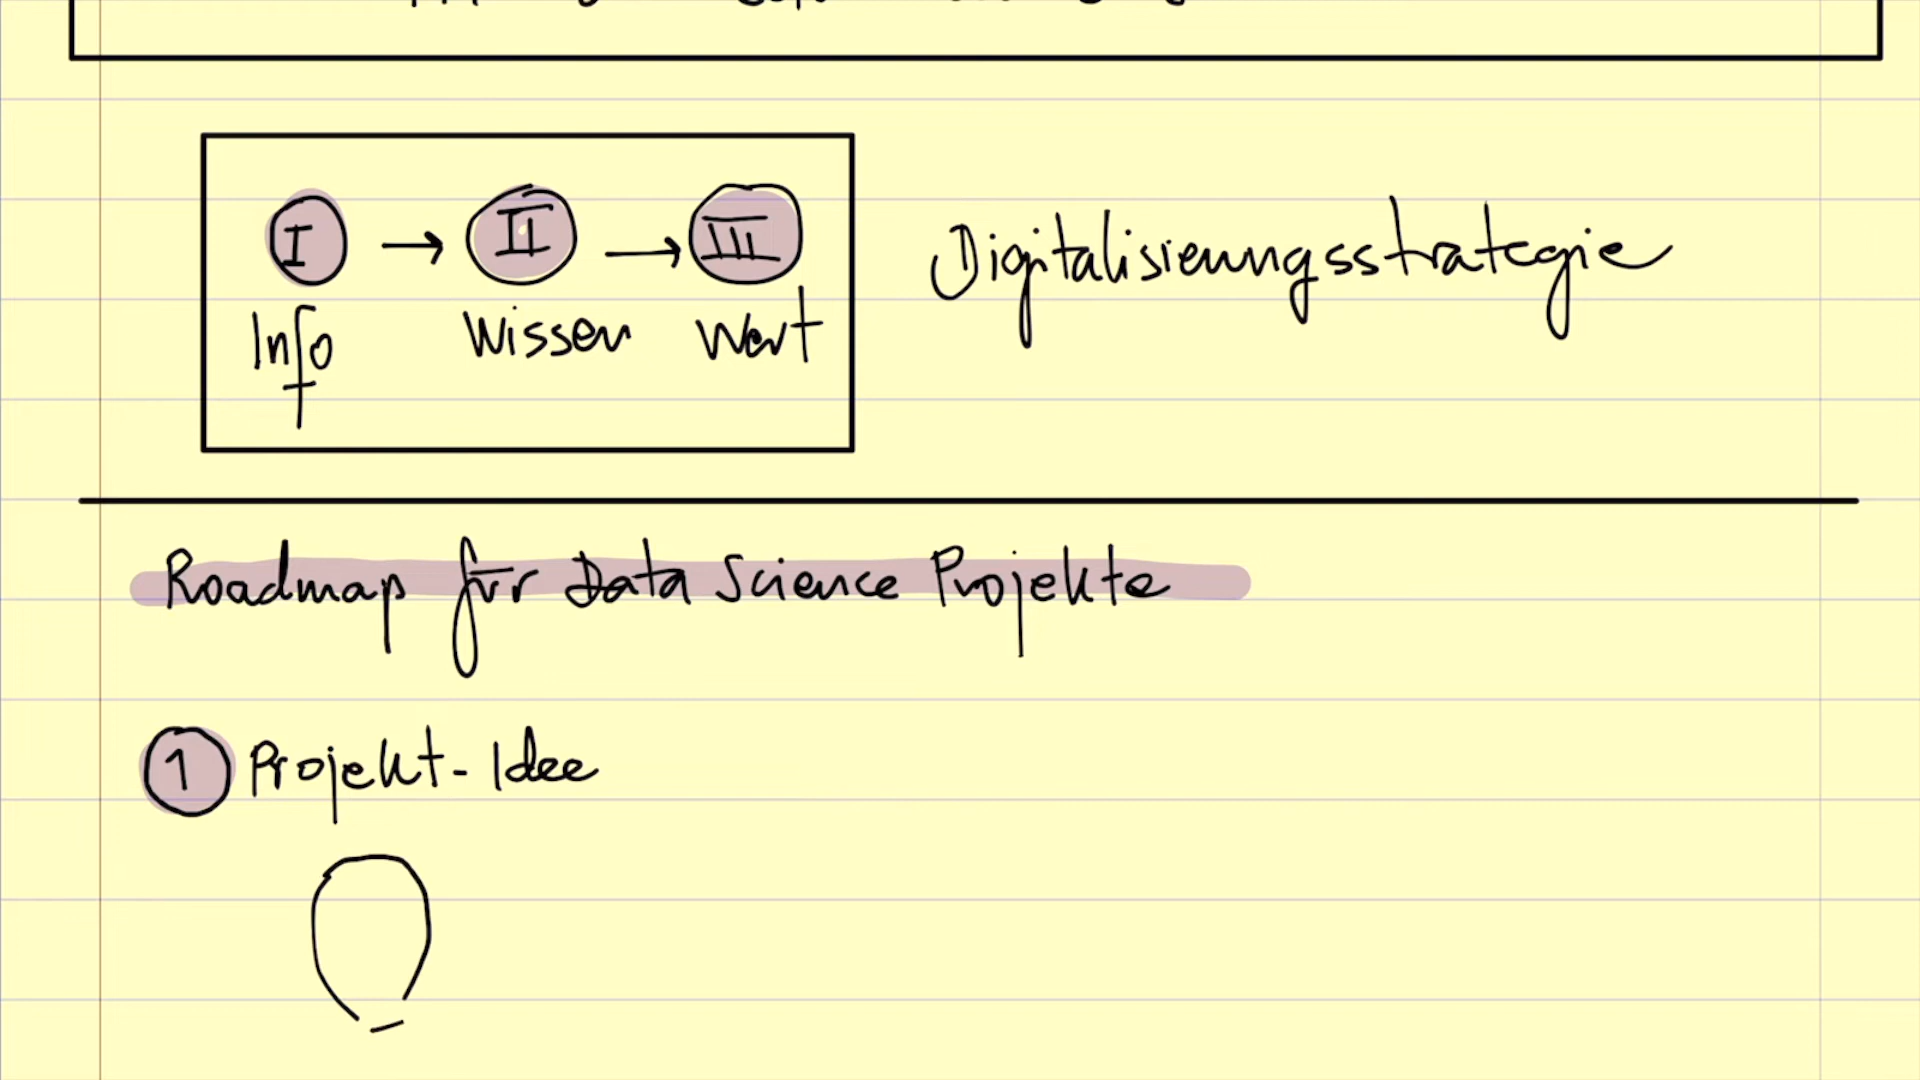 I → II → III
Info Wissen Wert
Digitalisierungsstrategie
Roadmap für Data Science Projekte
1 Projekt-Idee